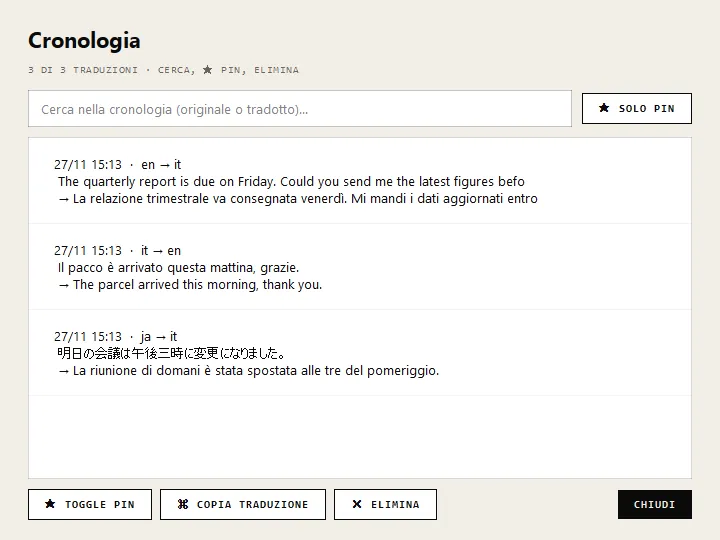 Cronologia
3 DI 3 TRADUZIONI · CERCA, ★ PIN, ELIMINA
Cerca nella cronologia (originale o tradotto)...
★ SOLO PIN
27/11 15:13 · en → it
The quarterly report is due on Friday. Could you send me the latest figures befo
→ La relazione trimestrale va consegnata venerdì. Mi mandi i dati aggiornati entro
27/11 15:13 · it → en
Il pacco è arrivato questa mattina, grazie.
→ The parcel arrived this morning, thank you.
27/11 15:13 · ja → it
明日の会議は午後三時に変更になりました。
→ La riunione di domani è stata spostata alle tre del pomeriggio.
★ TOGGLE PIN
⌘ COPIA TRADUZIONE
✕ ELIMINA
CHIUDI